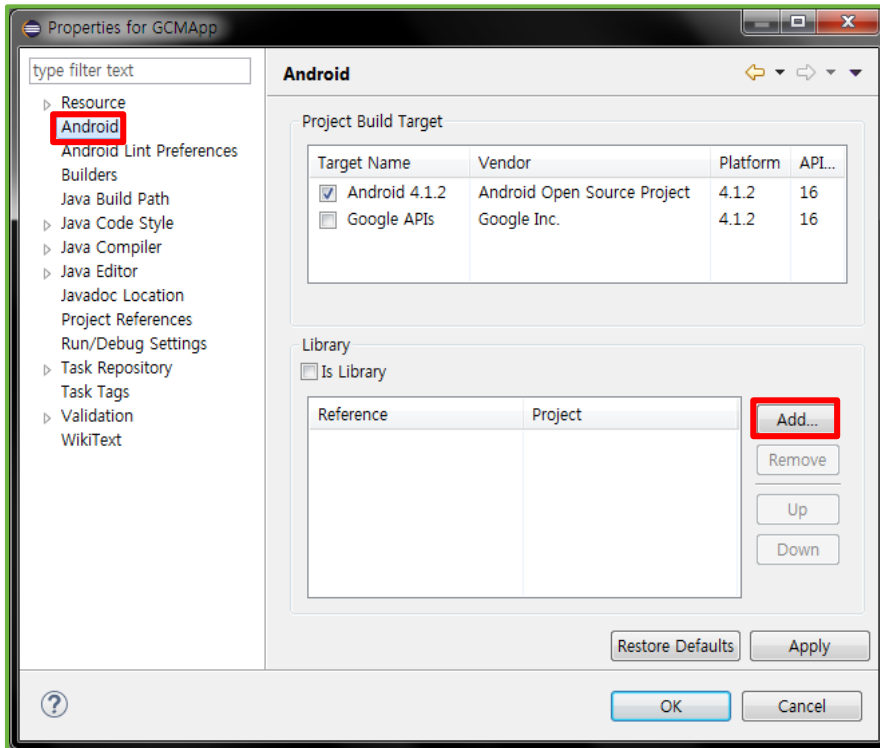 Properties for GCMApp
type filter text
Resource
Android
Android Lint Preferences
Builders
Java Build Path
Java Code Style
Java Compiler
Java Editor
Javadoc Location
Project References
Run/Debug Settings
Task Repository
Task Tags
Validation
WikiText
Android
Project Build Target
Target Name Vendor Platform API...
Android 4.1.2 Android Open Source Project 4.1.2 16
Google APIs Google Inc. 4.1.2 16
Library
Is Library
Reference Project
Add...
Remove
Up
Down
Restore Defaults Apply
OK Cancel